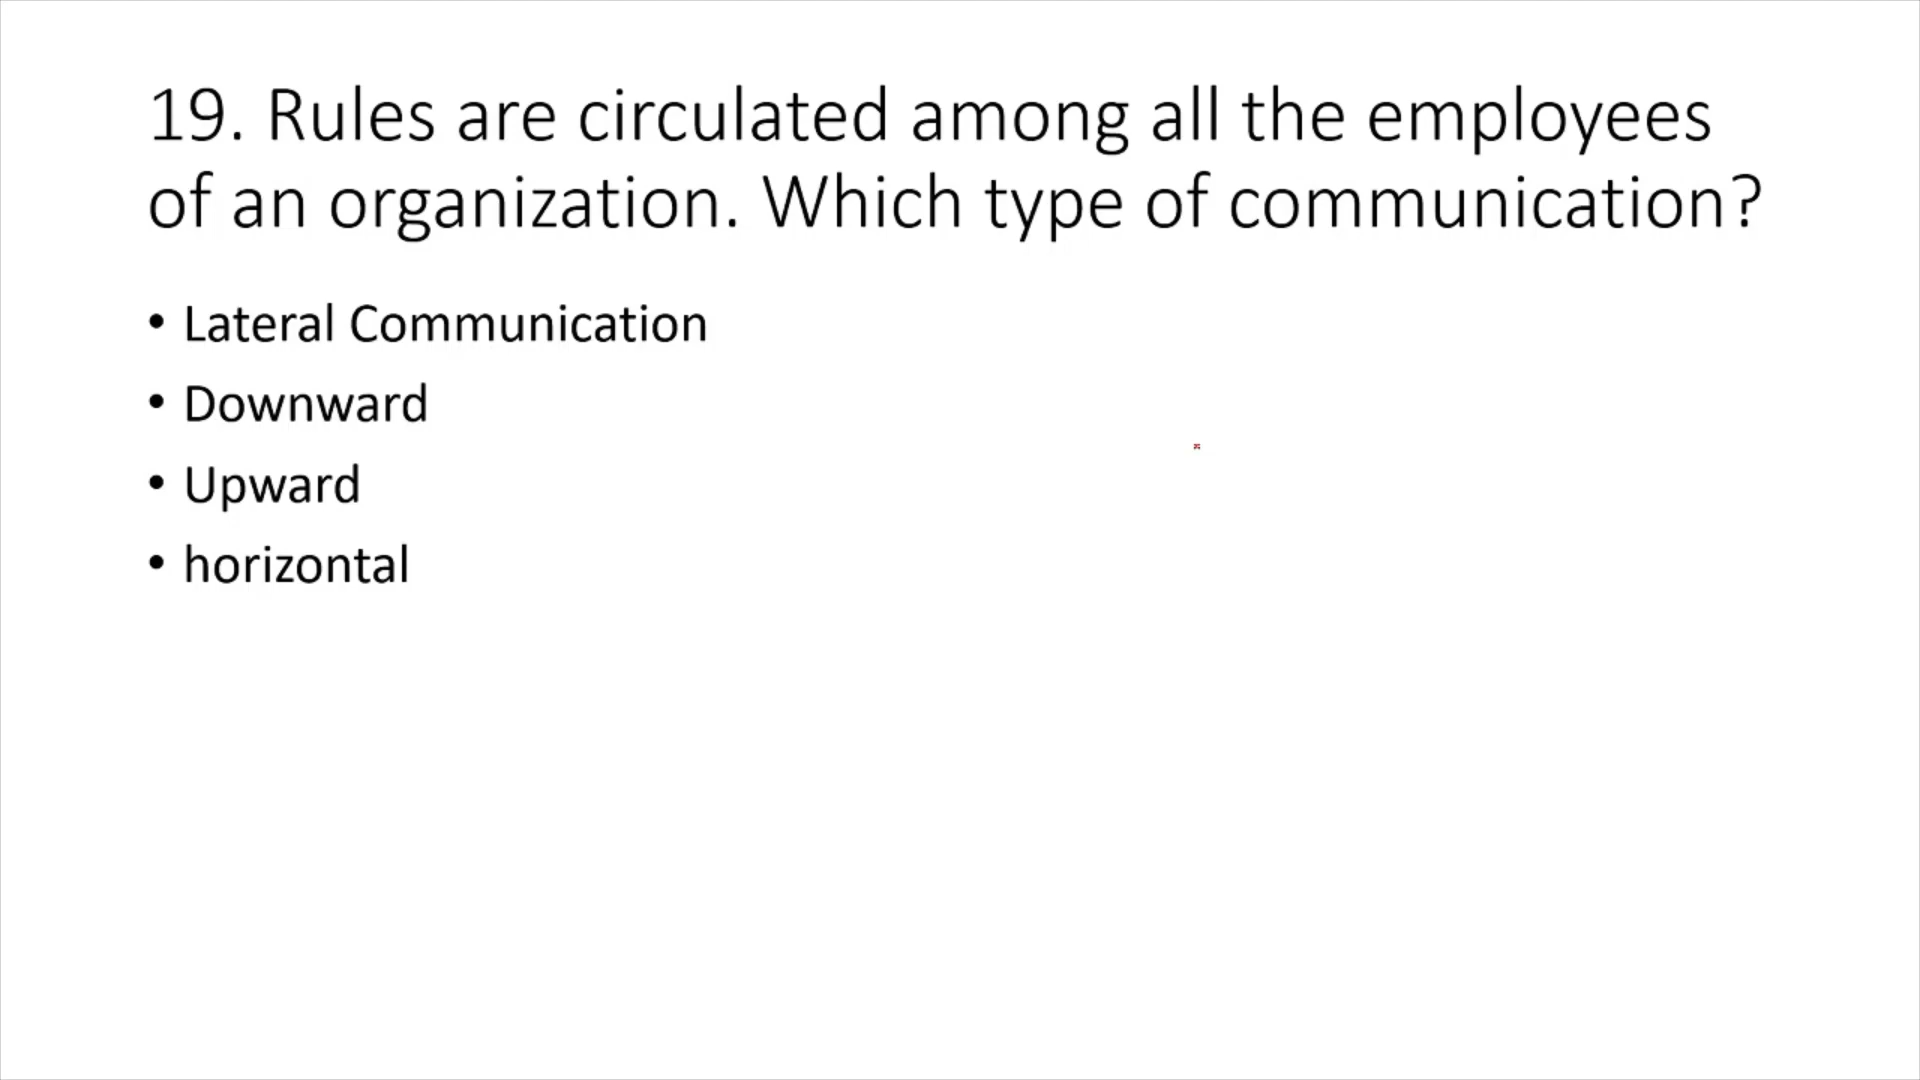 19. Rules are circulated among all the employees
of an organization. Which type of communication?
• Lateral Communication
• Downward
• Upward
• horizontal